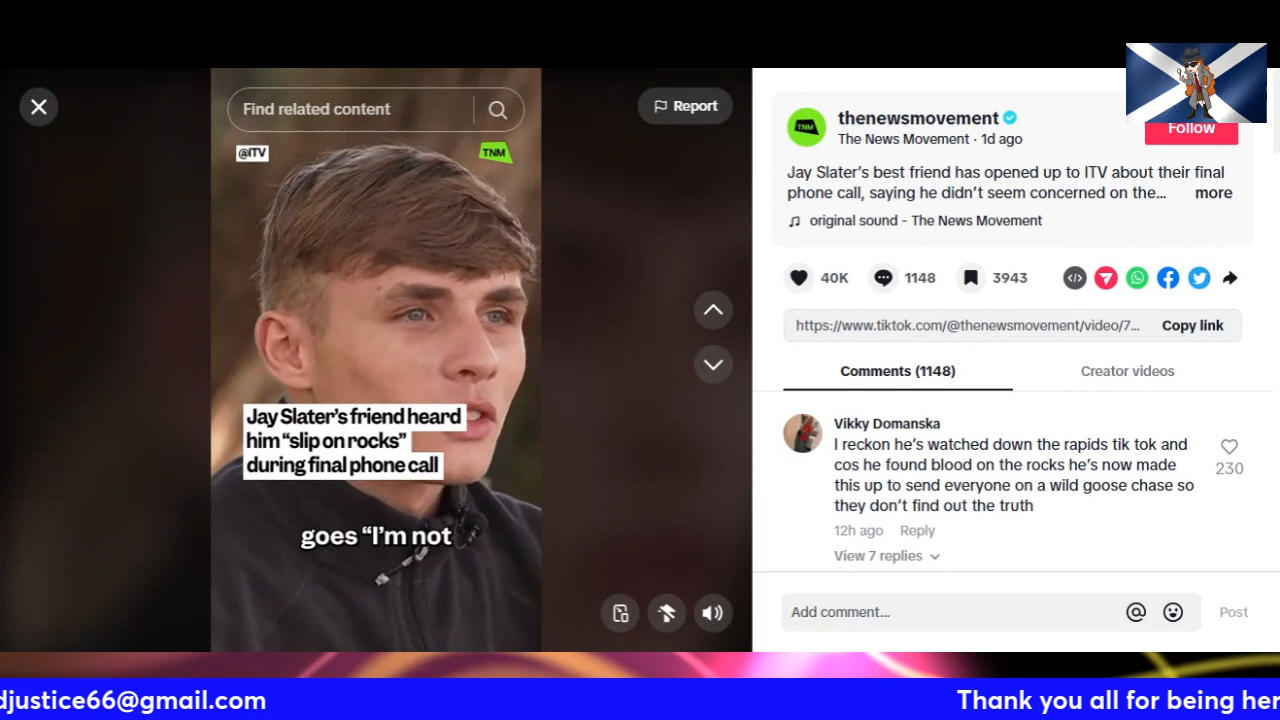 Find related content
Report
@ITV
TNM
Jay Slater's friend heard
him "slip on rocks"
during final phone call
goes "I'm not
TNM
thenewsmovement
The News Movement · 1d ago
Follow
Jay Slater's best friend has opened up to ITV about their final
phone call, saying he didn't seem concerned on the... more
original sound - The News Movement
40K 1148 3943
https://www.tiktok.com/@thenewsmovement/video/7... Copy link
Comments (1148) Creator videos
Vikky Domanska
I reckon he's watched down the rapids tik tok and
cos he found blood on the rocks he's now made
this up to send everyone on a wild goose chase so
they don't find out the truth
230
12h ago Reply
View 7 replies
Add comment... Post
djustice66@gmail.com
Thank you all for being her